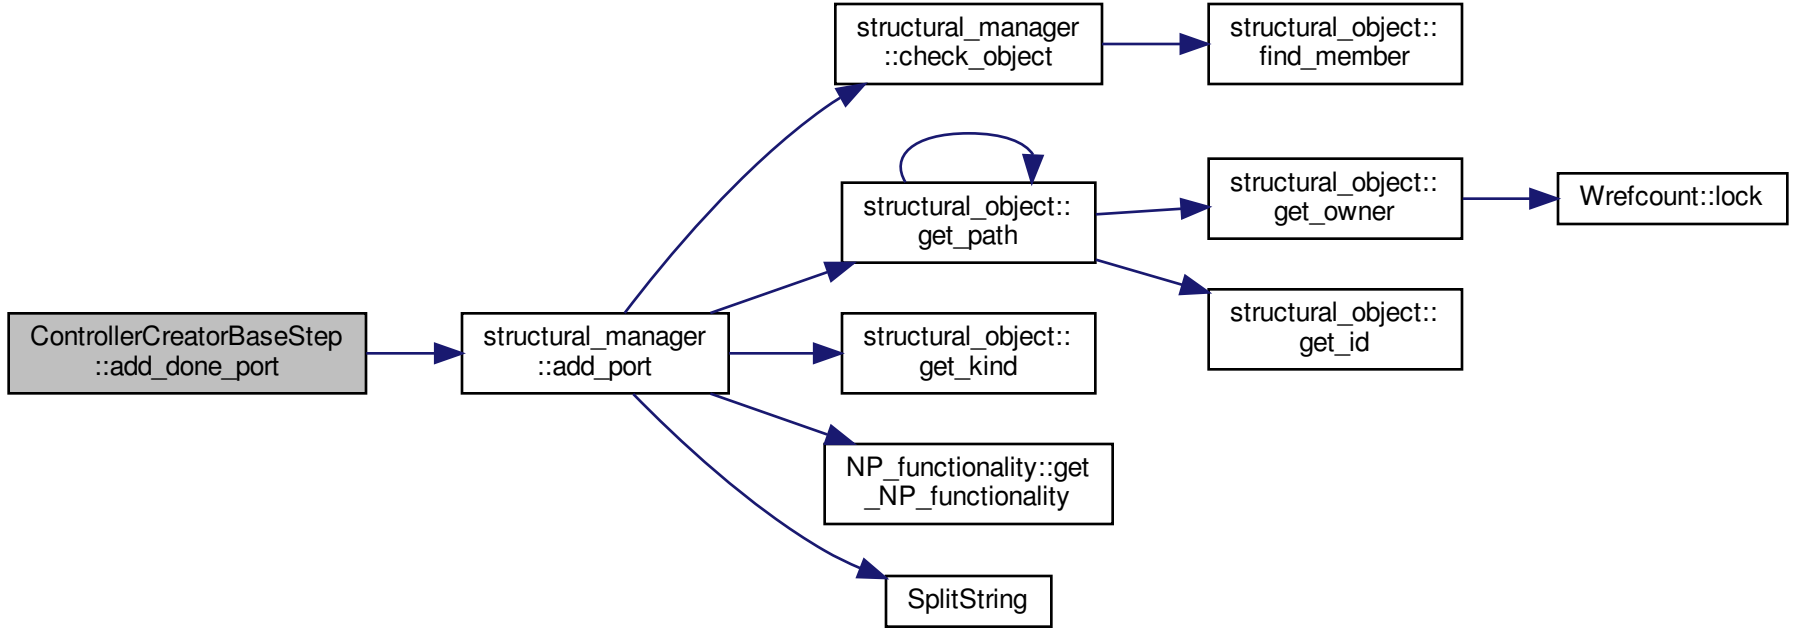 ControllerCreatorBaseStep
::add_done_port
structural_manager
::add_port
structural_manager
::check_object
structural_object::
find_member
structural_object::
get_path
structural_object::
get_owner
Wrefcount::lock
structural_object::
get_id
structural_object::
get_kind
NP_functionality::get
_NP_functionality
SplitString